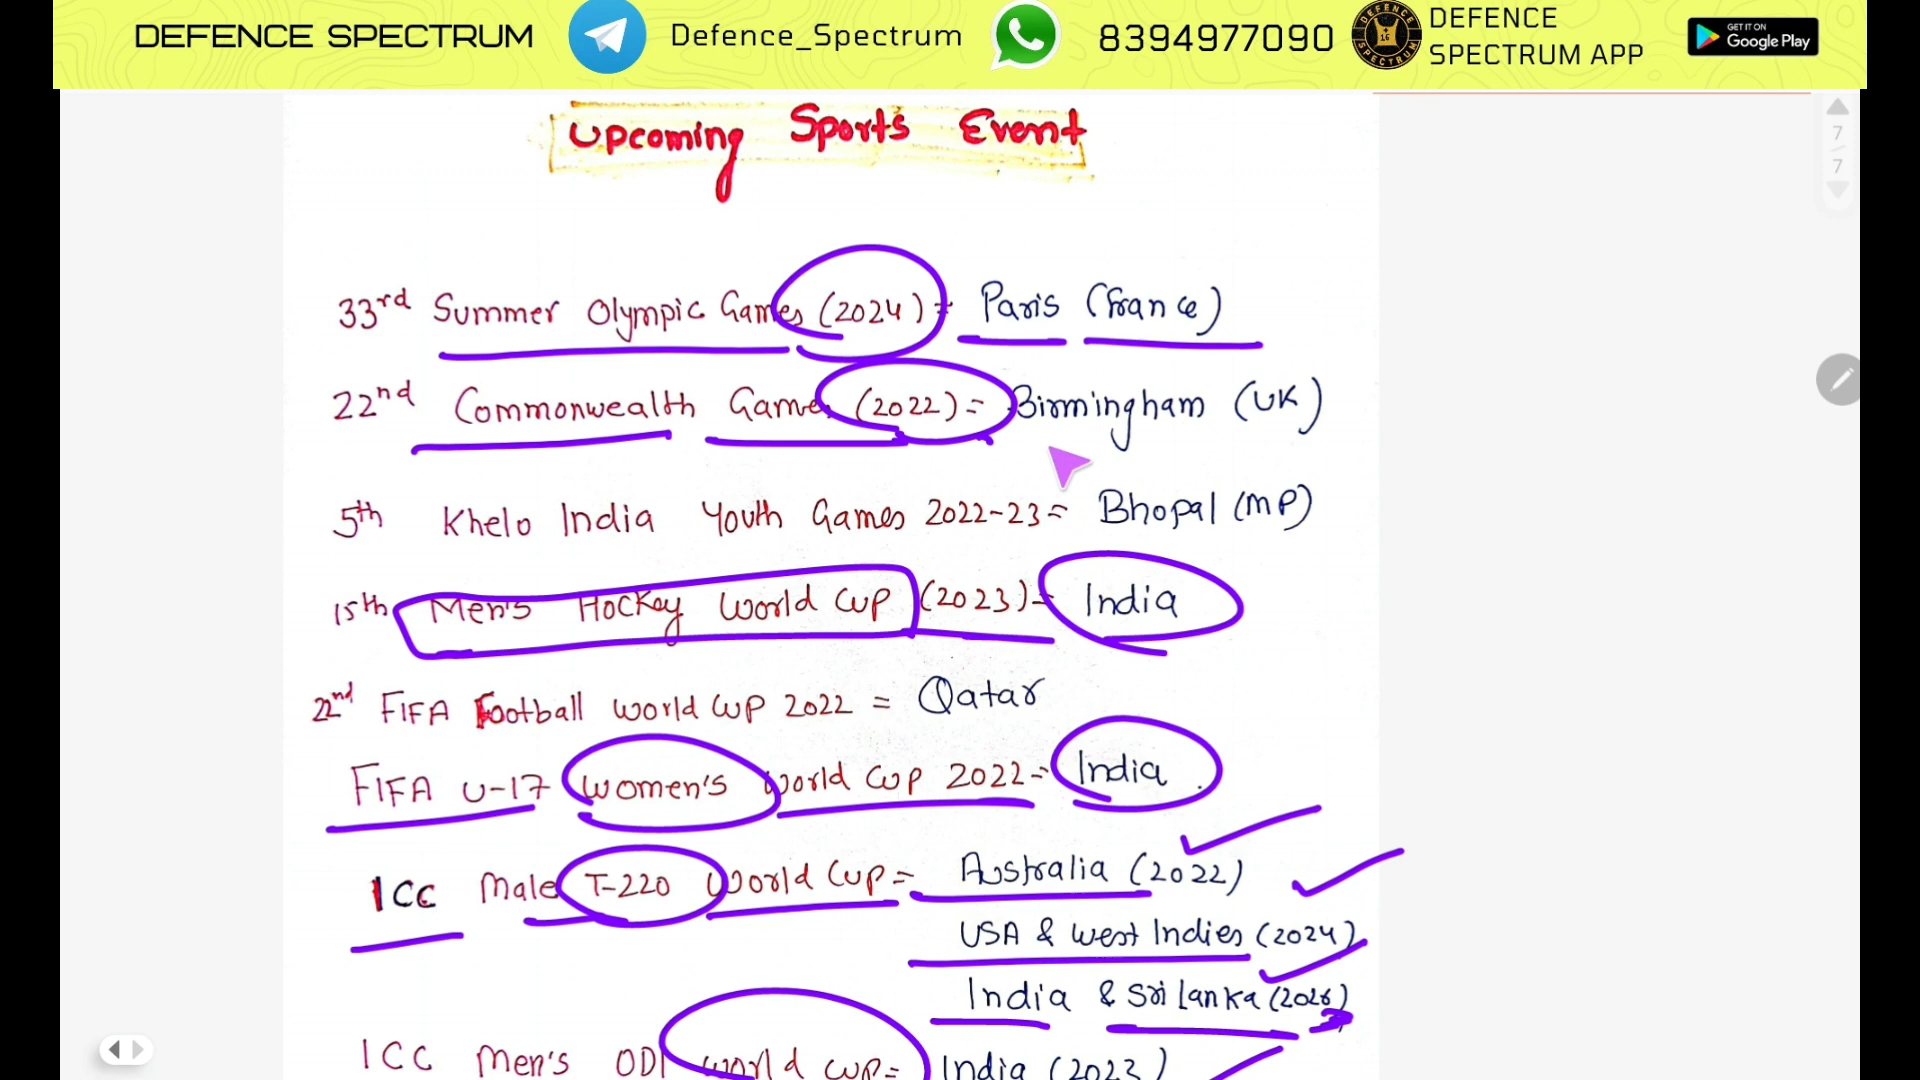 DEFENCE SPECTRUM Defence_Spectrum 8394977090 DEFENCE SPECTRUM APP GET IT ON Google Play
Upcoming Sports Event
7
7
33rd Summer Olympic Games (2024) = Paris (France)
22nd Commonwealth Games (2022) = Birmingham (UK)
5th Khelo India Youth Games 2022-23 = Bhopal (MP)
15th Men's Hockey World Cup (2023) = India
22nd FIFA Football World Cup 2022 = Qatar
FIFA U-17 Women's World Cup 2022 = India
ICC Male T-220 World Cup = Australia (2022)
USA & West Indies (2024)
India & Sri Lanka (2026)
ICC Men's ODI World Cup = India (2023)